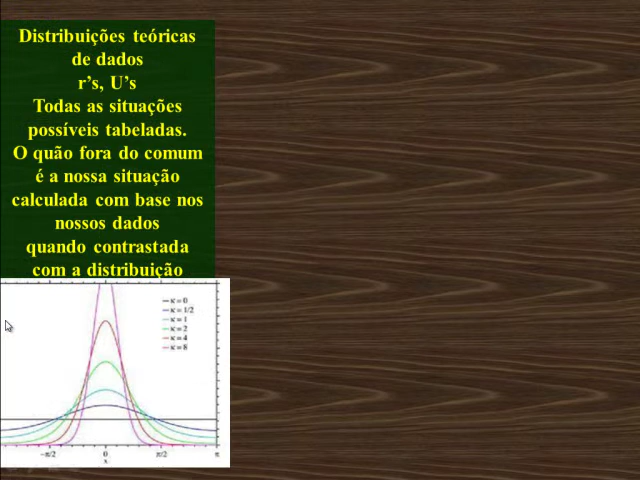 Distribuições teóricas
de dados
r's, U's
Todas as situações
possíveis tabeladas.
O quão fora do comum
é a nossa situação
calculada com base nos
nossos dados
quando contrastada
com a distribuição
κ = 0
κ = 1/2
κ = 1
κ = 2
κ = 4
κ = 8
−π/2 0 π/2 π
x